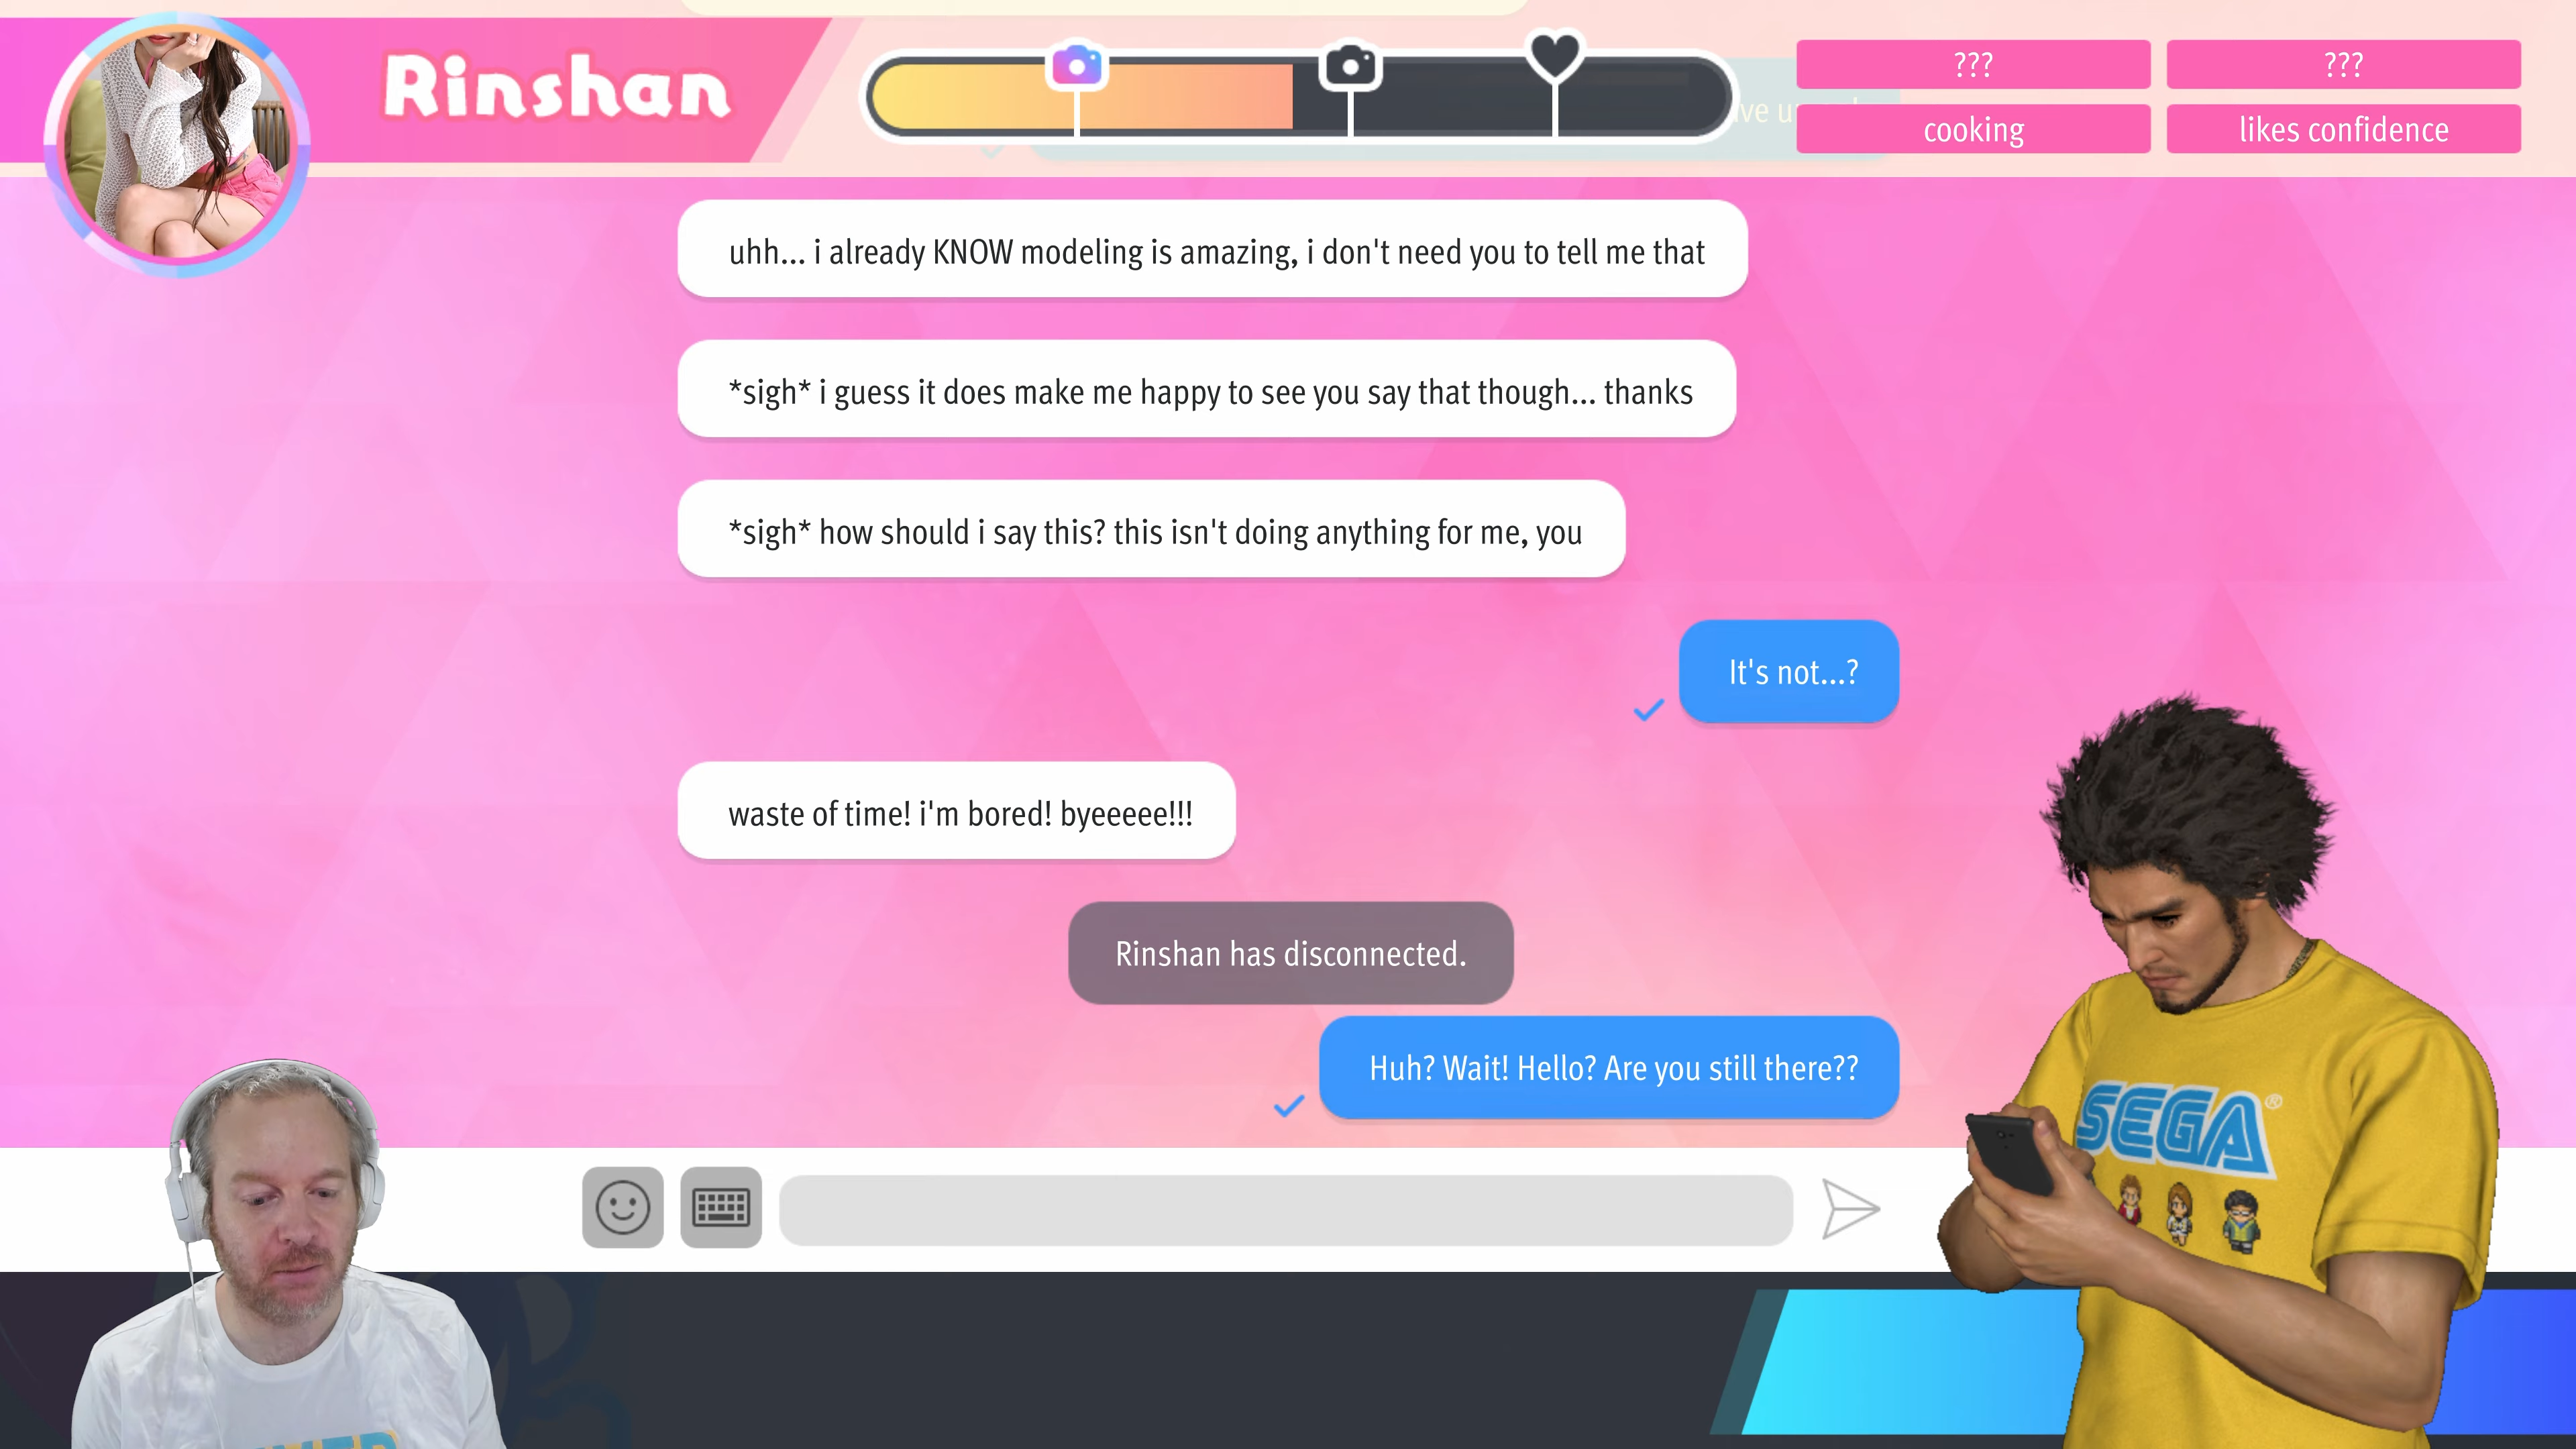 Rinshan
???
???
cooking
likes confidence
uhh... i already KNOW modeling is amazing, i don't need you to tell me that
*sigh* i guess it does make me happy to see you say that though... thanks
*sigh* how should i say this? this isn't doing anything for me, you
It's not...?
waste of time! i'm bored! byeeeee!!!
Rinshan has disconnected.
Huh? Wait! Hello? Are you still there??
SEGA®